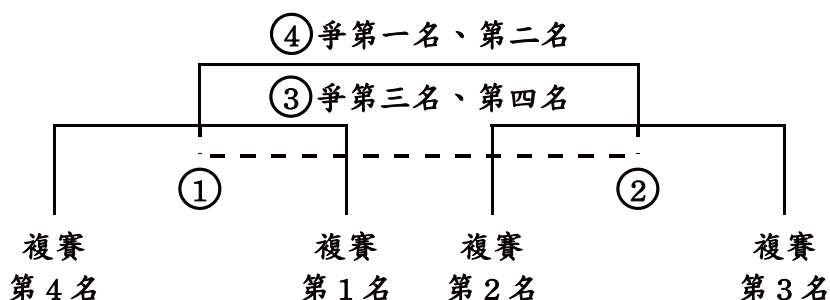 ④爭第一名、第二名
③爭第三名、第四名
① ②
複賽 複賽 複賽 複賽
第4名 第1名 第2名 第3名